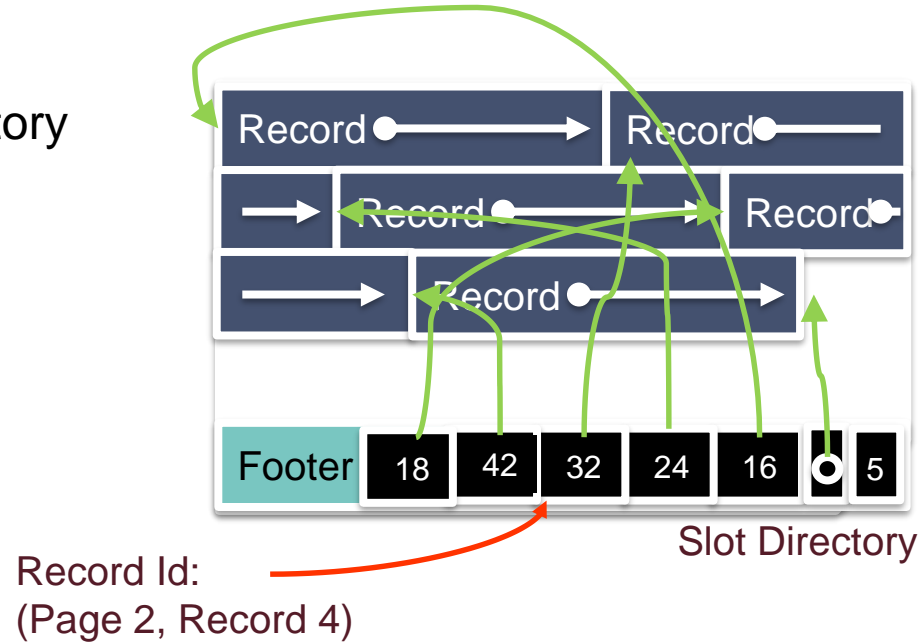 tory
Record Record
Record Record
Record
Footer 18 42 32 24 16 5
Slot Directory
Record Id:
(Page 2, Record 4)